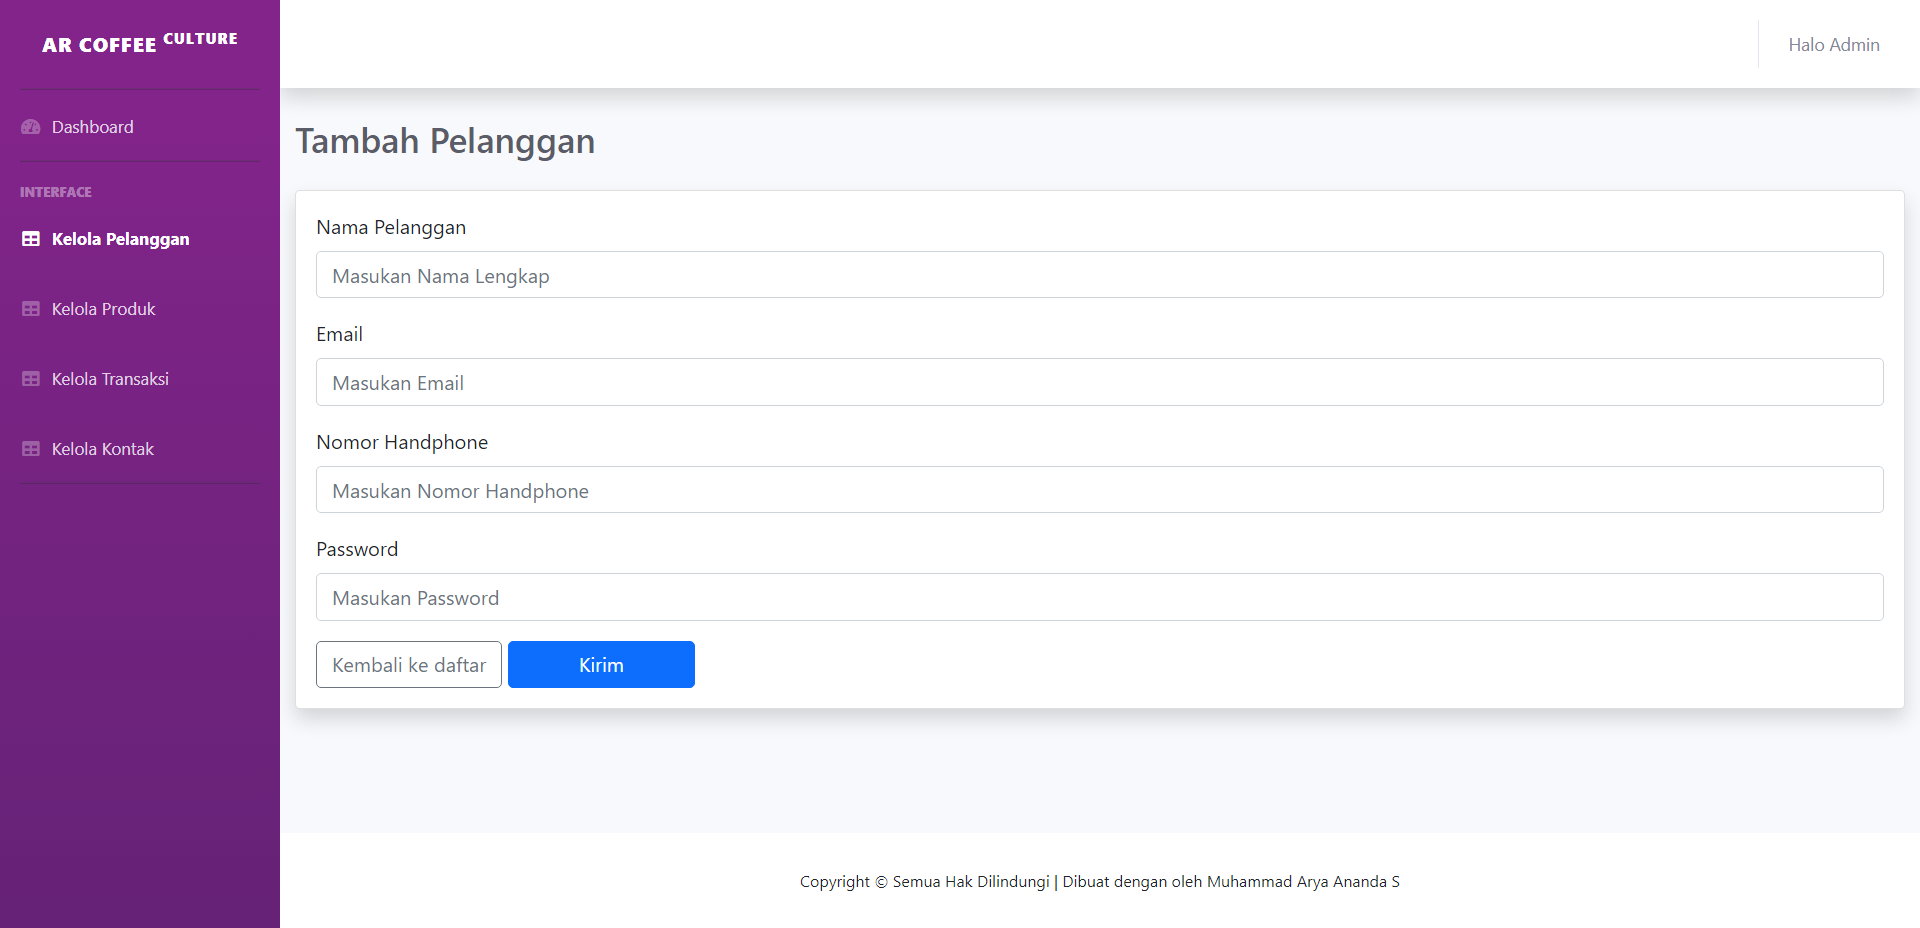 AR COFFEE CULTURE
Halo Admin
Dashboard
INTERFACE
Kelola Pelanggan
Kelola Produk
Kelola Transaksi
Kelola Kontak
Tambah Pelanggan
Nama Pelanggan
Masukan Nama Lengkap
Email
Masukan Email
Nomor Handphone
Masukan Nomor Handphone
Password
Masukan Password
Kembali ke daftar
Kirim
Copyright © Semua Hak Dilindungi | Dibuat dengan oleh Muhammad Arya Ananda S